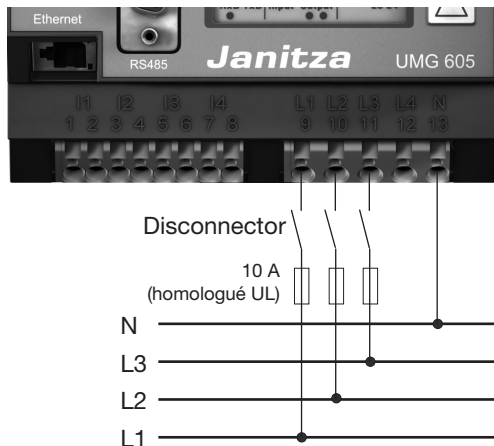 Ethernet
RS485
Janitza UMG 605
I1 I2 I3 I4
1 2 3 4 5 6 7 8
L1 L2 L3 L4 N
9 10 11 12 13
Disconnector
10 A
(homologué UL)
N
L3
L2
L1